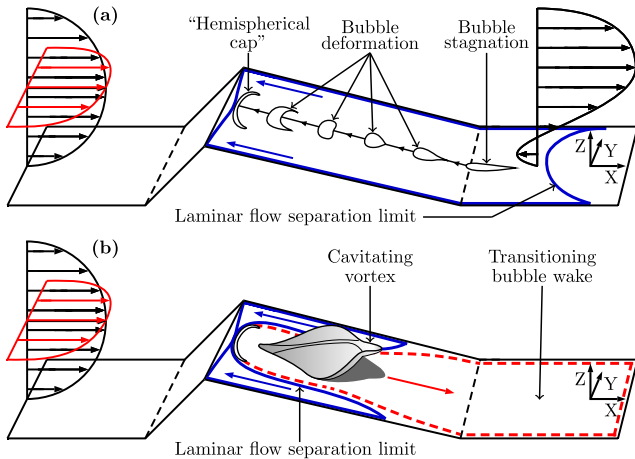 (a)
“Hemispherical
cap”
Bubble
deformation
Bubble
stagnation
Z
Y
X
Laminar flow separation limit
(b)
Cavitating
vortex
Transitioning
bubble wake
Z
Y
X
Laminar flow separation limit